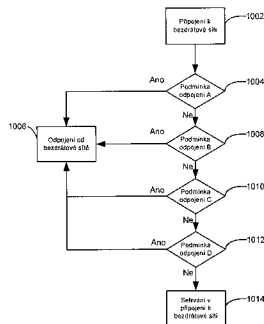 Připojení k
bezdrátové síti
1002
Ano
Podmínka
odpojení A
1004
Ne
1006
Odpojení od
bezdrátové sítě
Ano
Podmínka
odpojení B
1008
Ne
Ano
Podmínka
odpojení C
1010
Ne
Ano
Podmínka
odpojení D
1012
Ne
Setrvání v
připojení k
bezdrátové síti
1014